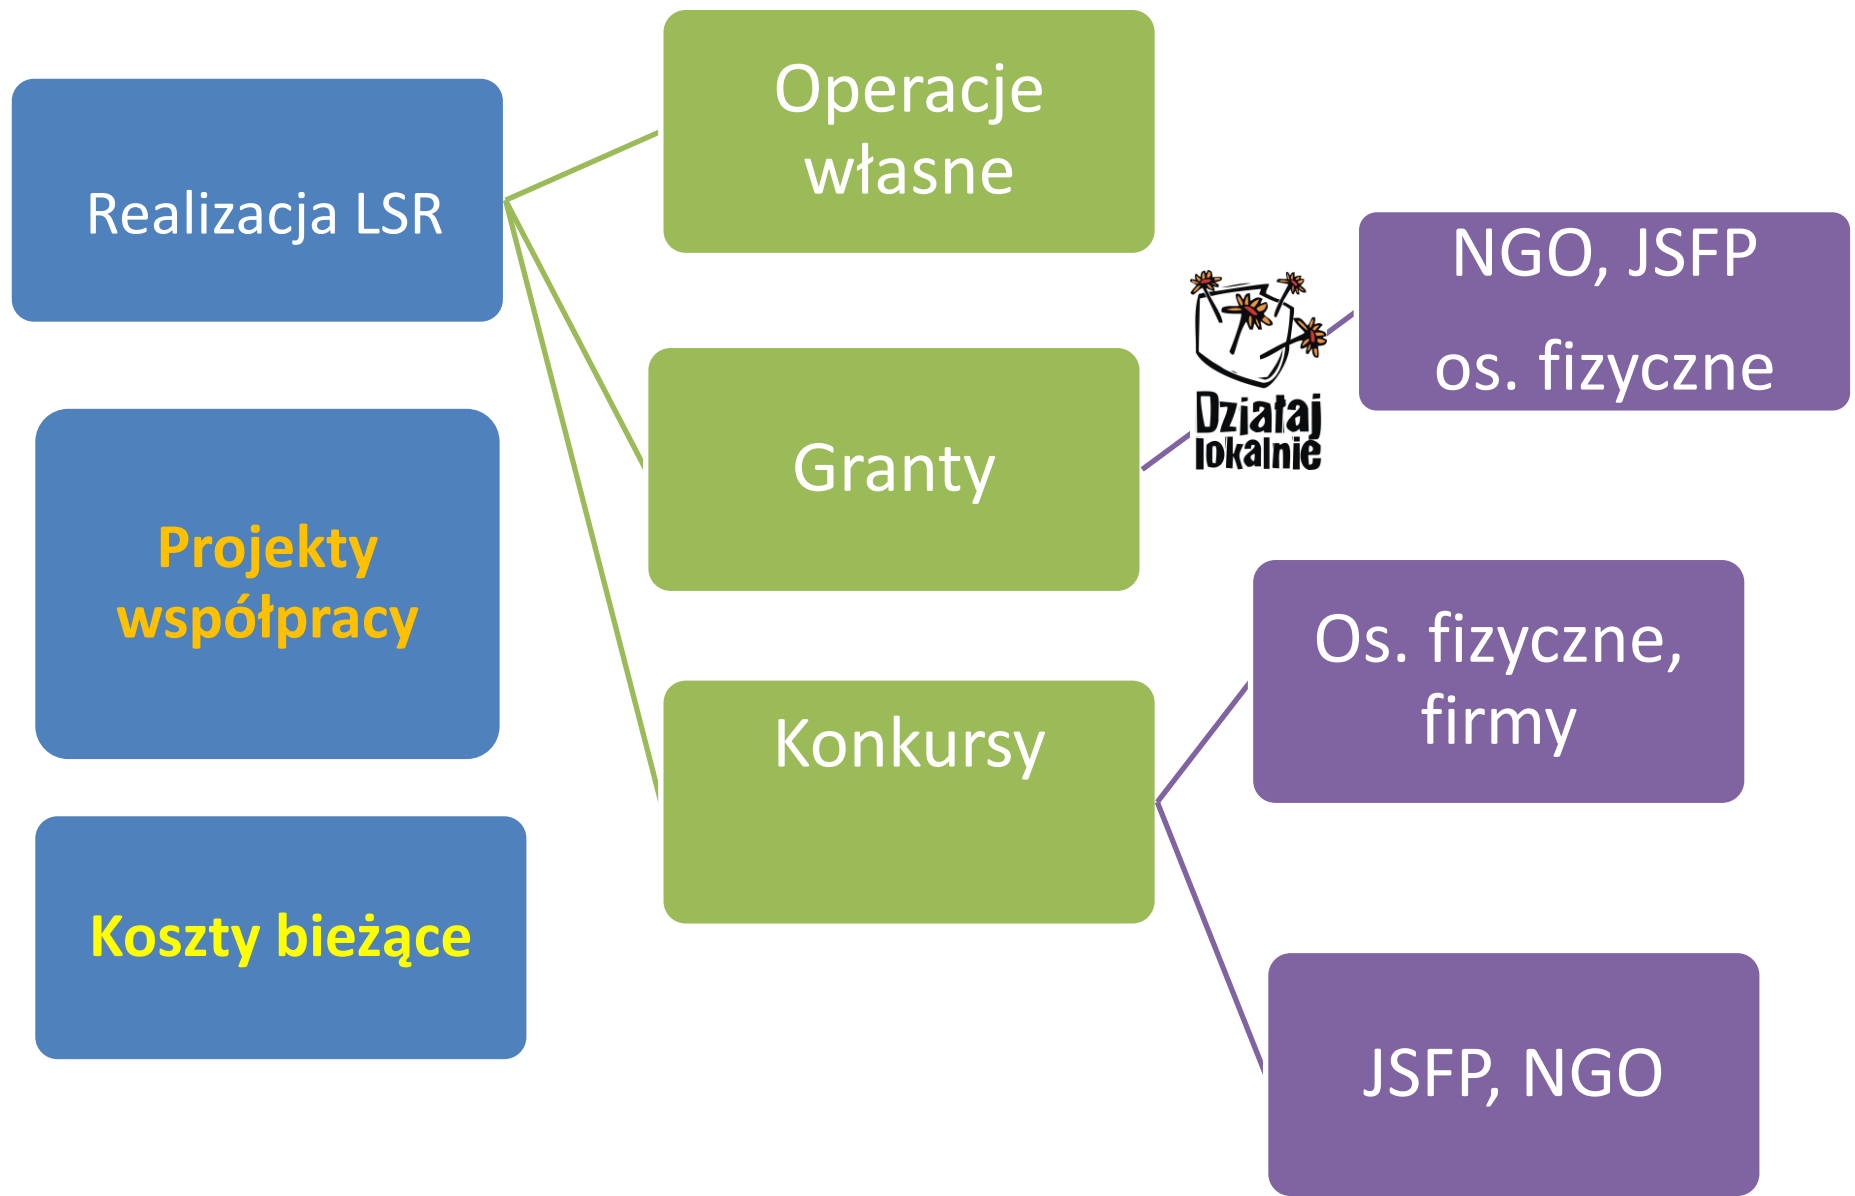 Realizacja LSR
Projekty
współpracy
Koszty bieżące
Operacje
własne
Granty
Konkursy
Działaj
lokalnie
NGO, JSFP
os. fizyczne
Os. fizyczne,
firmy
JSFP, NGO